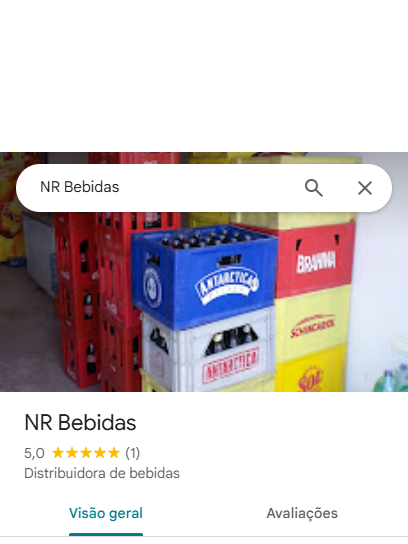 NR Bebidas
ANTARCTICA
BRAHMA
SCHINCARIOL
ANTARCTICA
SOL
NR Bebidas
5,0 ★★★★★ (1)
Distribuidora de bebidas
Visão geral
Avaliações